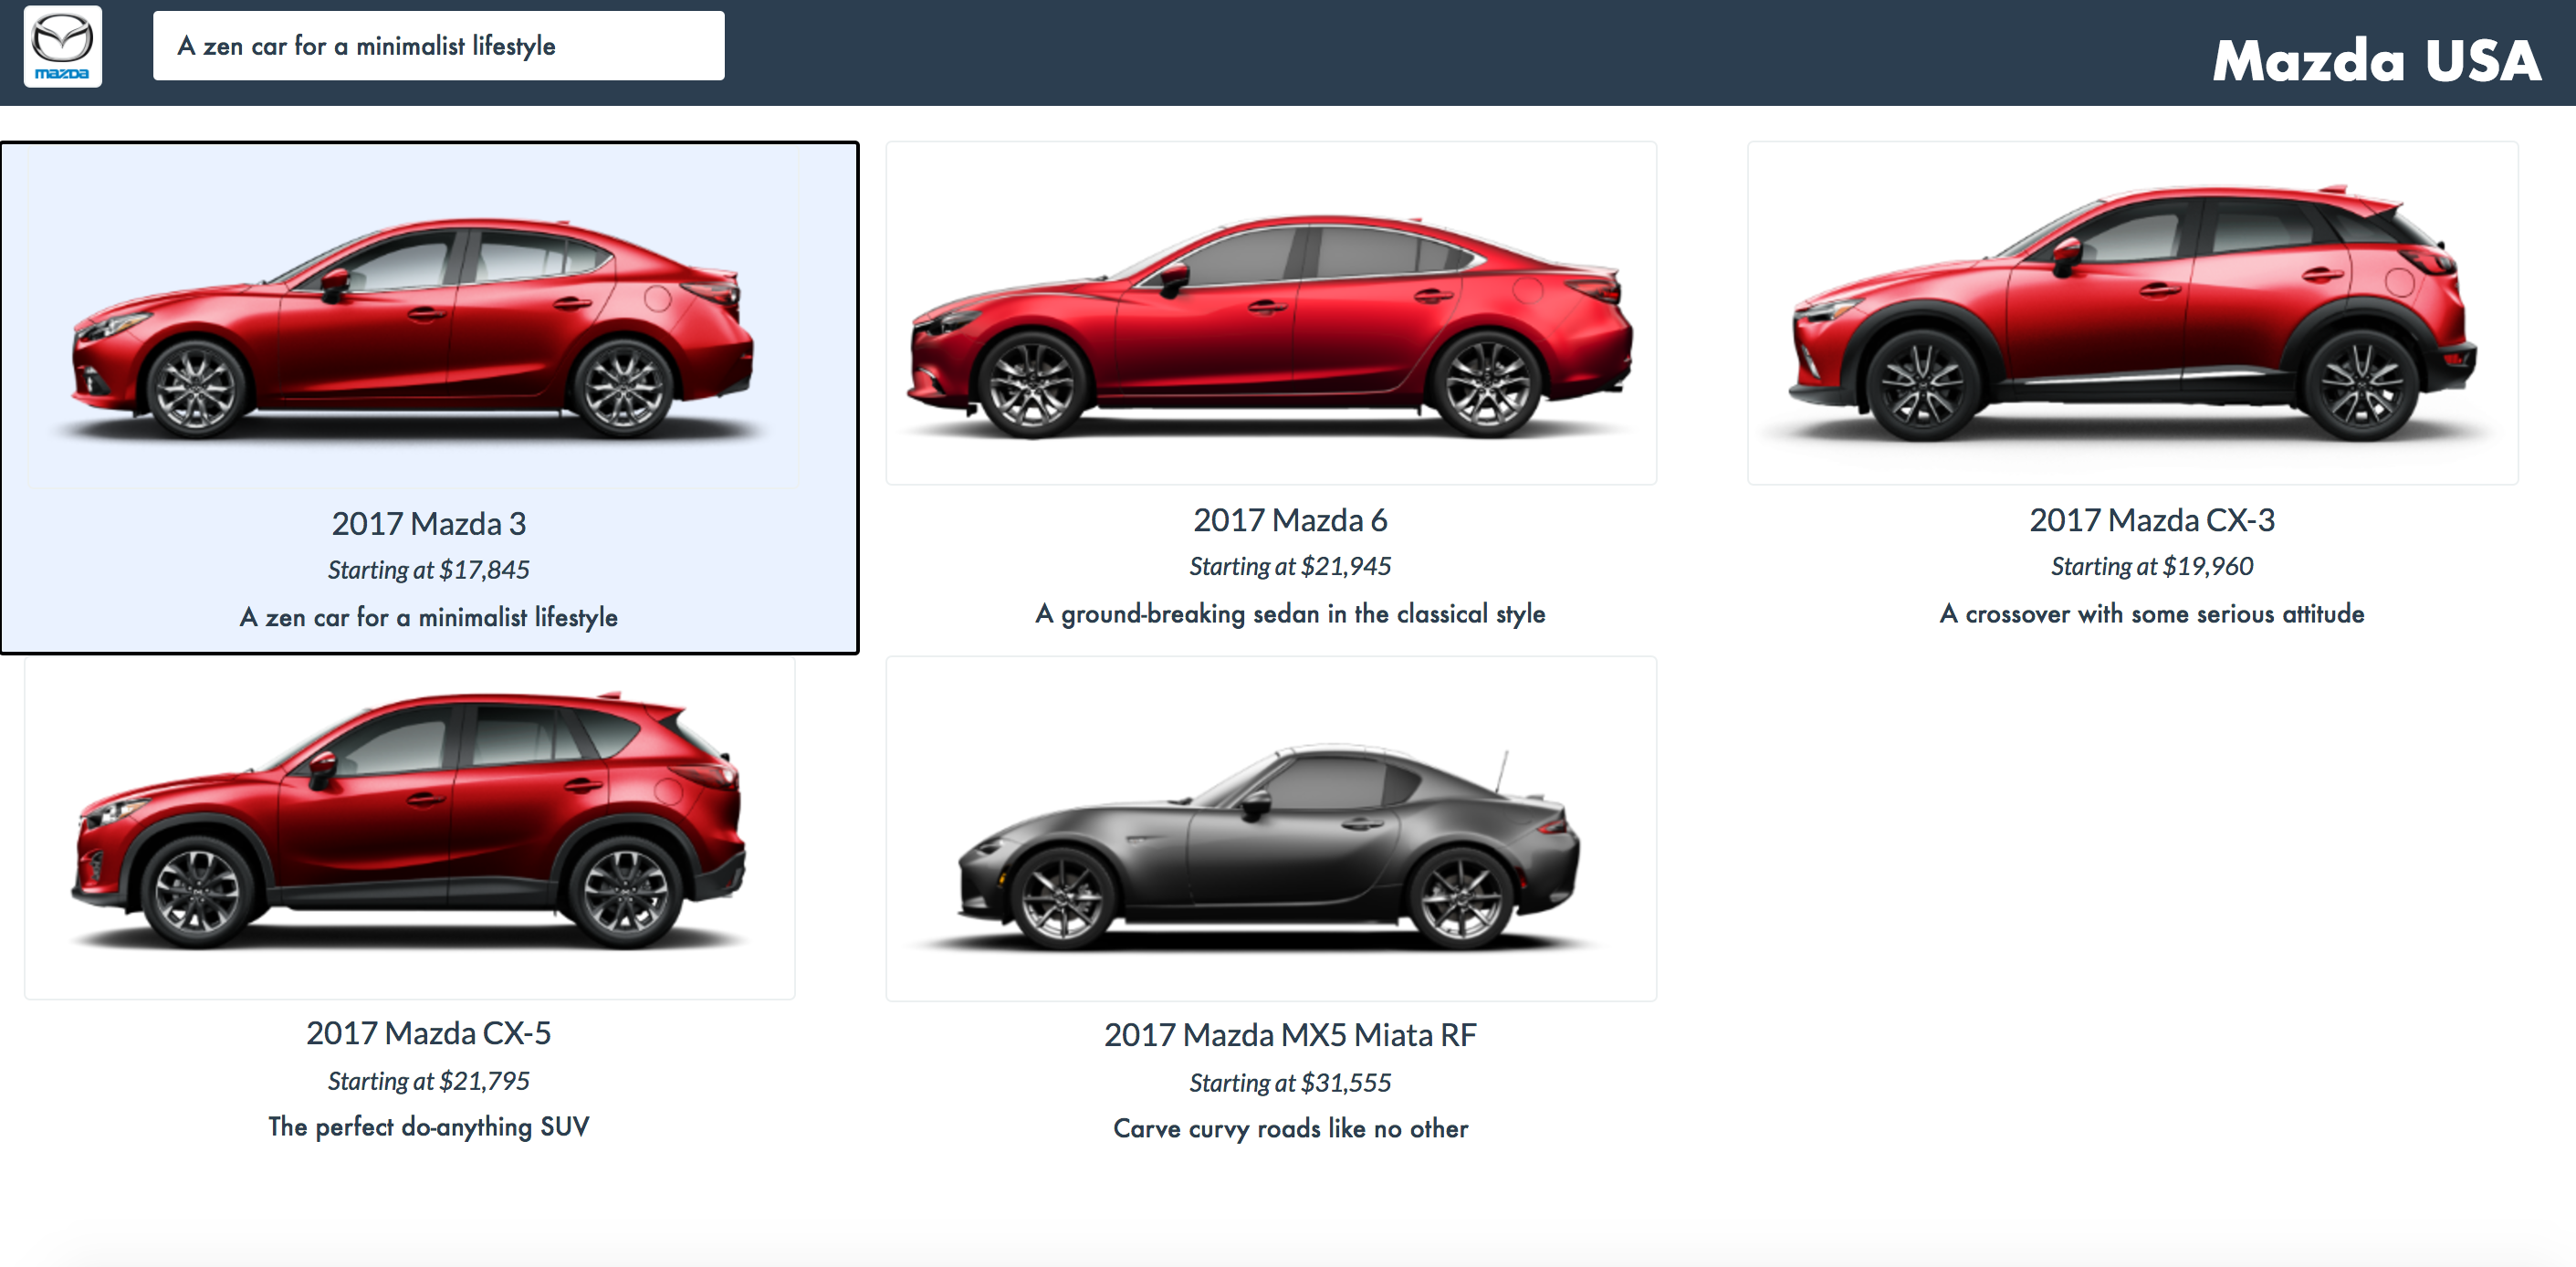 mazda
A zen car for a minimalist lifestyle
Mazda USA
2017 Mazda 3
Starting at $17,845
A zen car for a minimalist lifestyle
2017 Mazda 6
Starting at $21,945
A ground-breaking sedan in the classical style
2017 Mazda CX-3
Starting at $19,960
A crossover with some serious attitude
2017 Mazda CX-5
Starting at $21,795
The perfect do-anything SUV
2017 Mazda MX5 Miata RF
Starting at $31,555
Carve curvy roads like no other